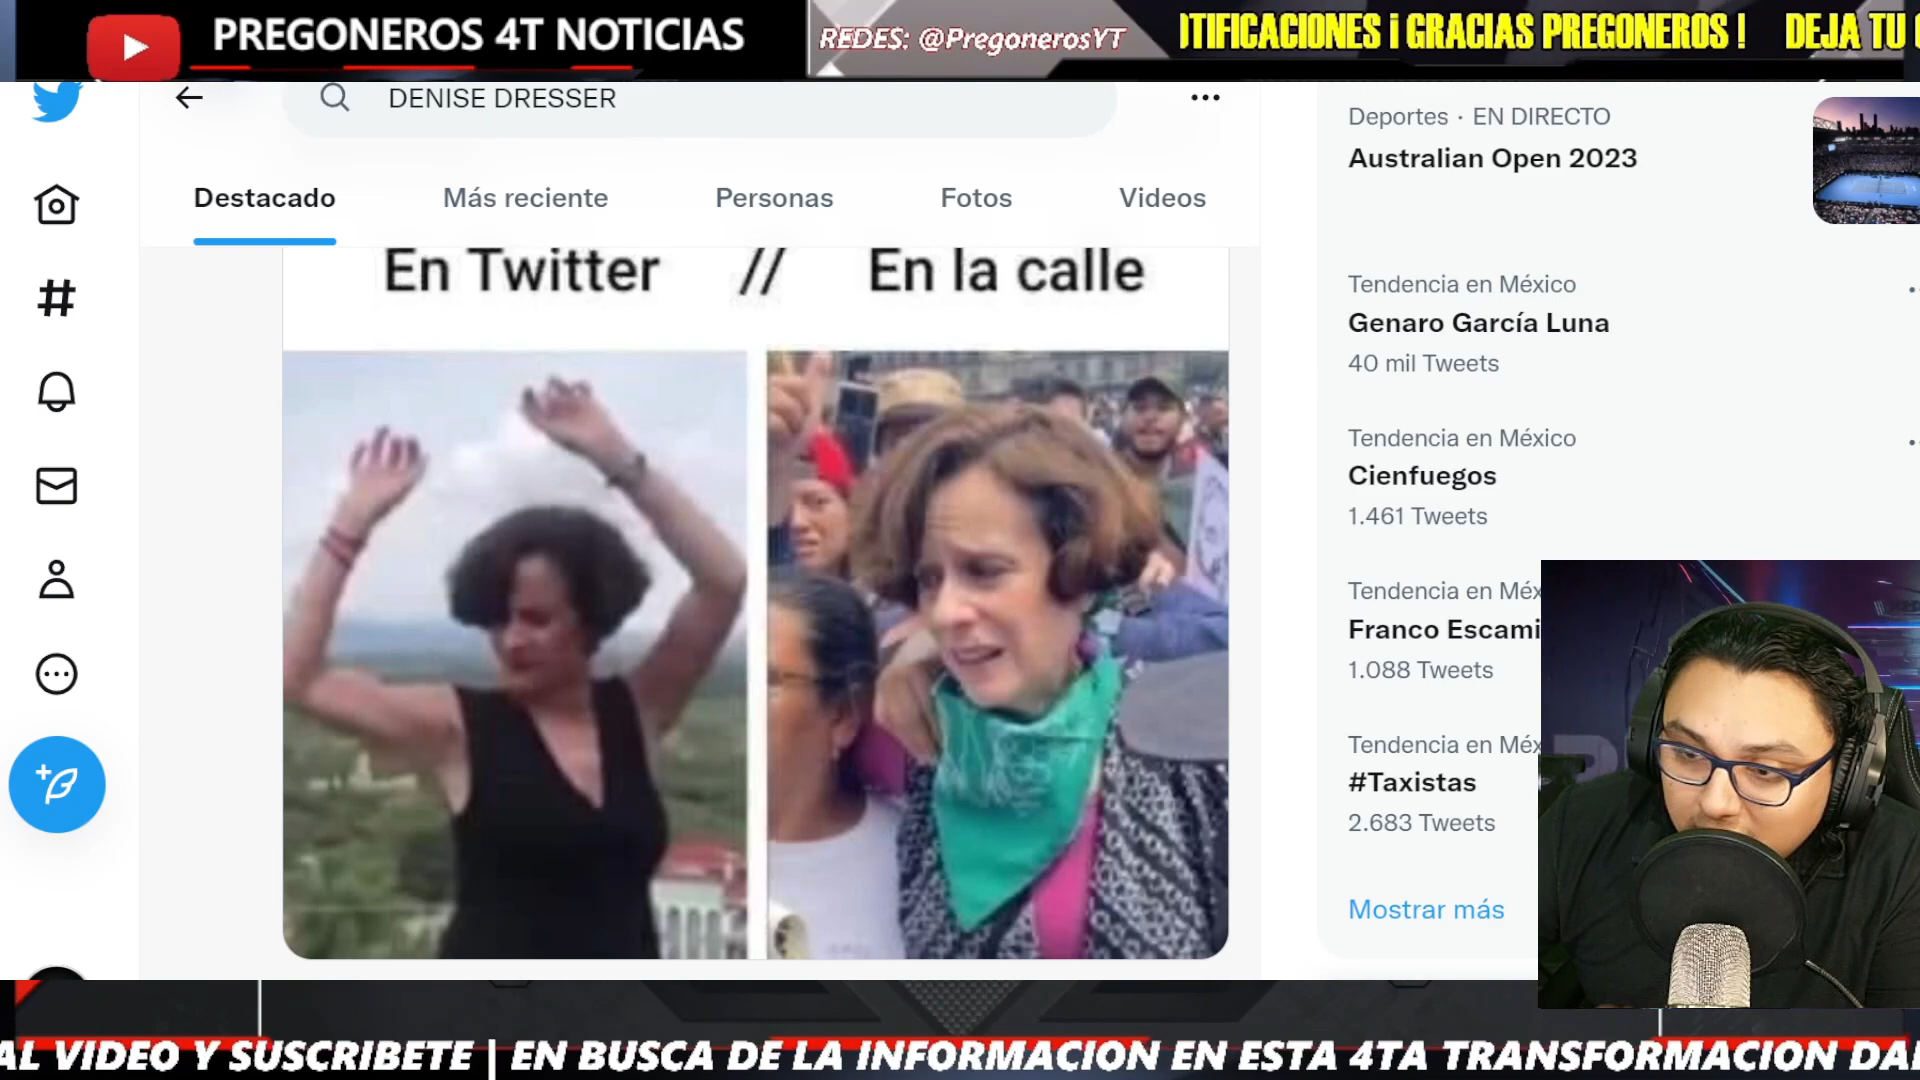 PREGONEROS 4T NOTICIAS
REDES: @PregonerosYT
TIFICACIONES ¡ GRACIAS PREGONEROS ! DEJA TU
DENISE DRESSER
Destacado
Más reciente
Personas
Fotos
Videos
En Twitter // En la calle
Deportes · EN DIRECTO
Australian Open 2023
Tendencia en México
Genaro García Luna
40 mil Tweets
Tendencia en México
Cienfuegos
1.461 Tweets
Tendencia en Méx
Franco Escami
1.088 Tweets
Tendencia en Méx
#Taxistas
2.683 Tweets
Mostrar más
AL VIDEO Y SUSCRIBETE | EN BUSCA DE LA INFORMACION EN ESTA 4TA TRANSFORMACION DA